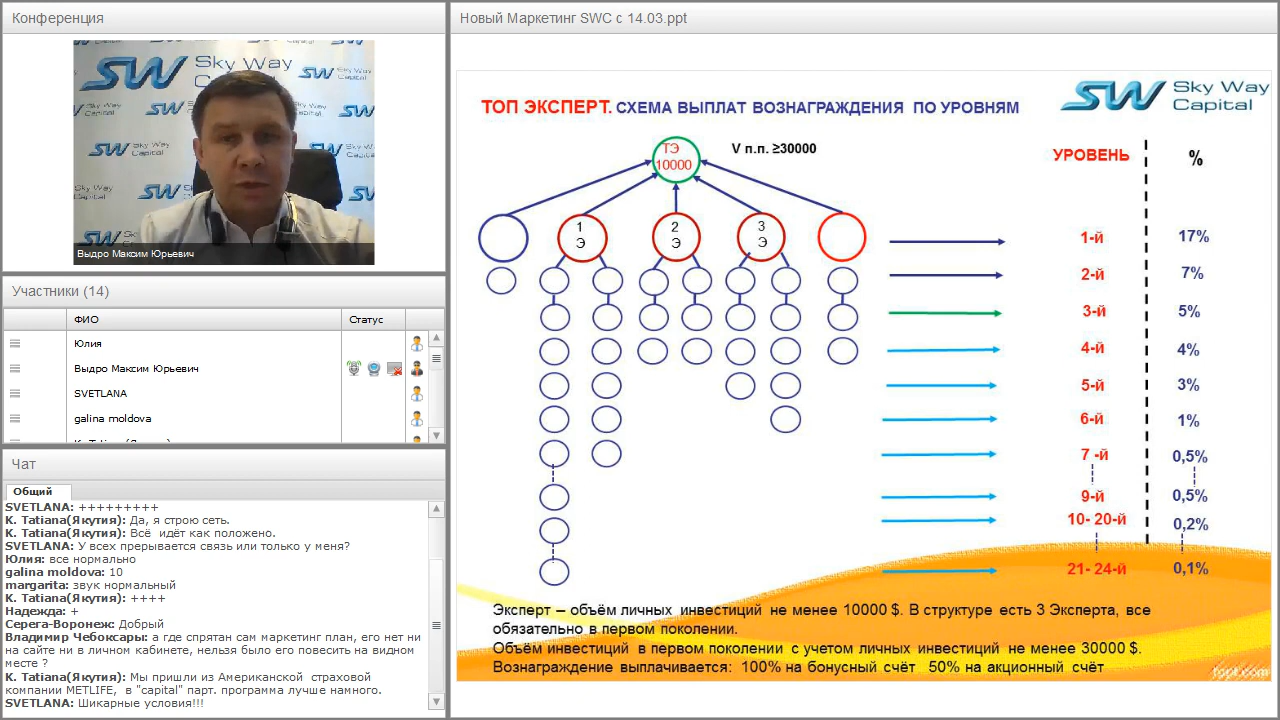 Конференция
SW Sky Way Capital
Выдро Максим Юрьевич
Участники (14)
ФИО Статус
Юлия
Выдро Максим Юрьевич
SVETLANA
galina moldova
Чат
Общий
SVETLANA: +++++++++
K. Tatiana(Якутия): Да, я строю сеть.
K. Tatiana(Якутия): Всё идёт как положено.
SVETLANA: У всех прерывается связь или только у меня?
Юлия: все нормально
galina moldova: 10
margarita: звук нормальный
K. Tatiana(Якутия): ++++
Надежда: +
Серега-Воронеж: Добрый
Владимир Чебоксары: а где спрятан сам маркетинг план, его нет ни
на сайте ни в личном кабинете, нельзя было его повесить на видном
месте ?
K. Tatiana(Якутия): Мы пришли из Американской страховой
компании METLIFE, в "capital" парт. программа лучше намного.
SVETLANA: Шикарные условия!!!
Новый Маркетинг SWC с 14.03.ppt
ТОП ЭКСПЕРТ. СХЕМА ВЫПЛАТ ВОЗНАГРАЖДЕНИЯ ПО УРОВНЯМ
SW Sky Way
Capital
ТЭ
10000
V п.п. ≥30000
УРОВЕНЬ %
1
Э
2
Э
3
Э
1-й 17%
2-й 7%
3-й 5%
4-й 4%
5-й 3%
6-й 1%
7 -й 0,5%
9-й 0,5%
10- 20-й 0,2%
21- 24-й 0,1%
Эксперт – объём личных инвестиций не менее 10000 $. В структуре есть 3 Эксперта, все
обязательно в первом поколении.
Объём инвестиций в первом поколении с учетом личных инвестиций не менее 30000 $.
Вознаграждение выплачивается: 100% на бонусный счёт 50% на акционный счёт